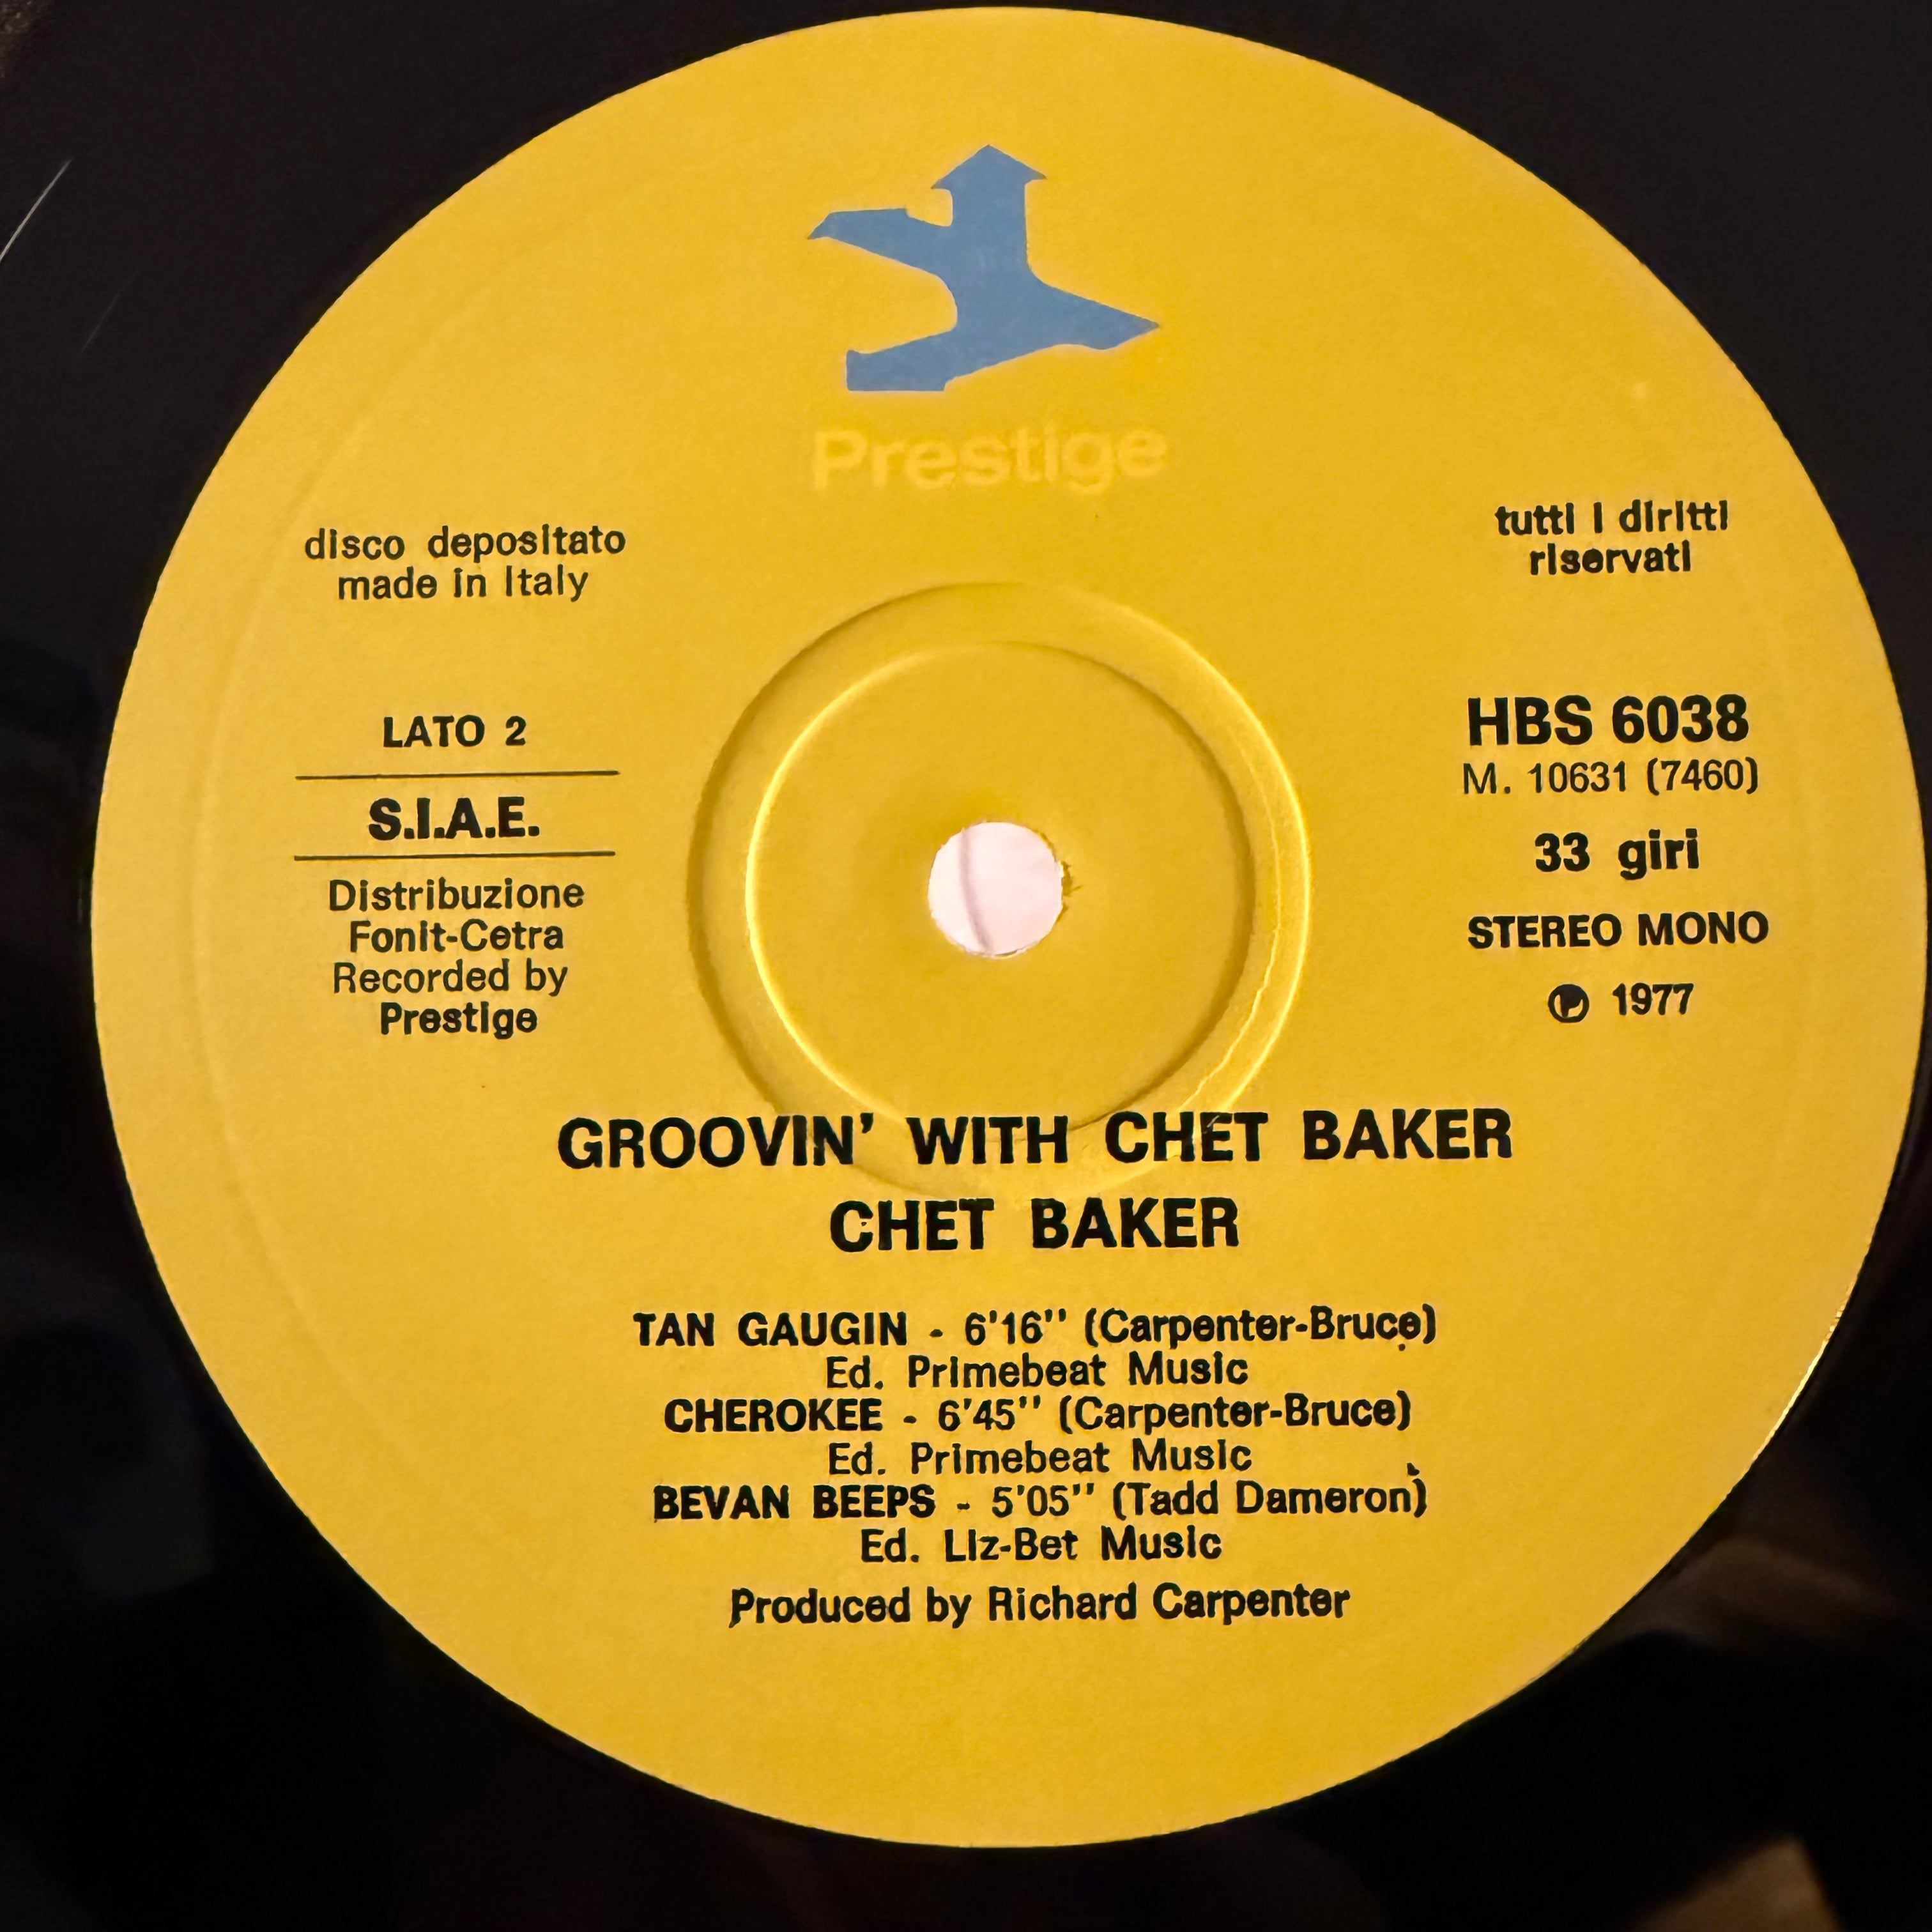 Prestige
disco depositato
made in Italy
tutti i diritti
riservati
LATO 2
S.I.A.E.
Distribuzione
Fonit-Cetra
Recorded by
Prestige
HBS 6038
M. 10631 (7460)
33 giri
STEREO MONO
℗ 1977
GROOVIN' WITH CHET BAKER
CHET BAKER
TAN GAUGIN - 6'16'' (Carpenter-Bruce)
Ed. Primebeat Music
CHEROKEE - 6'45'' (Carpenter-Bruce)
Ed. Primebeat Music
BEVAN BEEPS - 5'05'' (Tadd Dameron)
Ed. Liz-Bet Music
Produced by Richard Carpenter